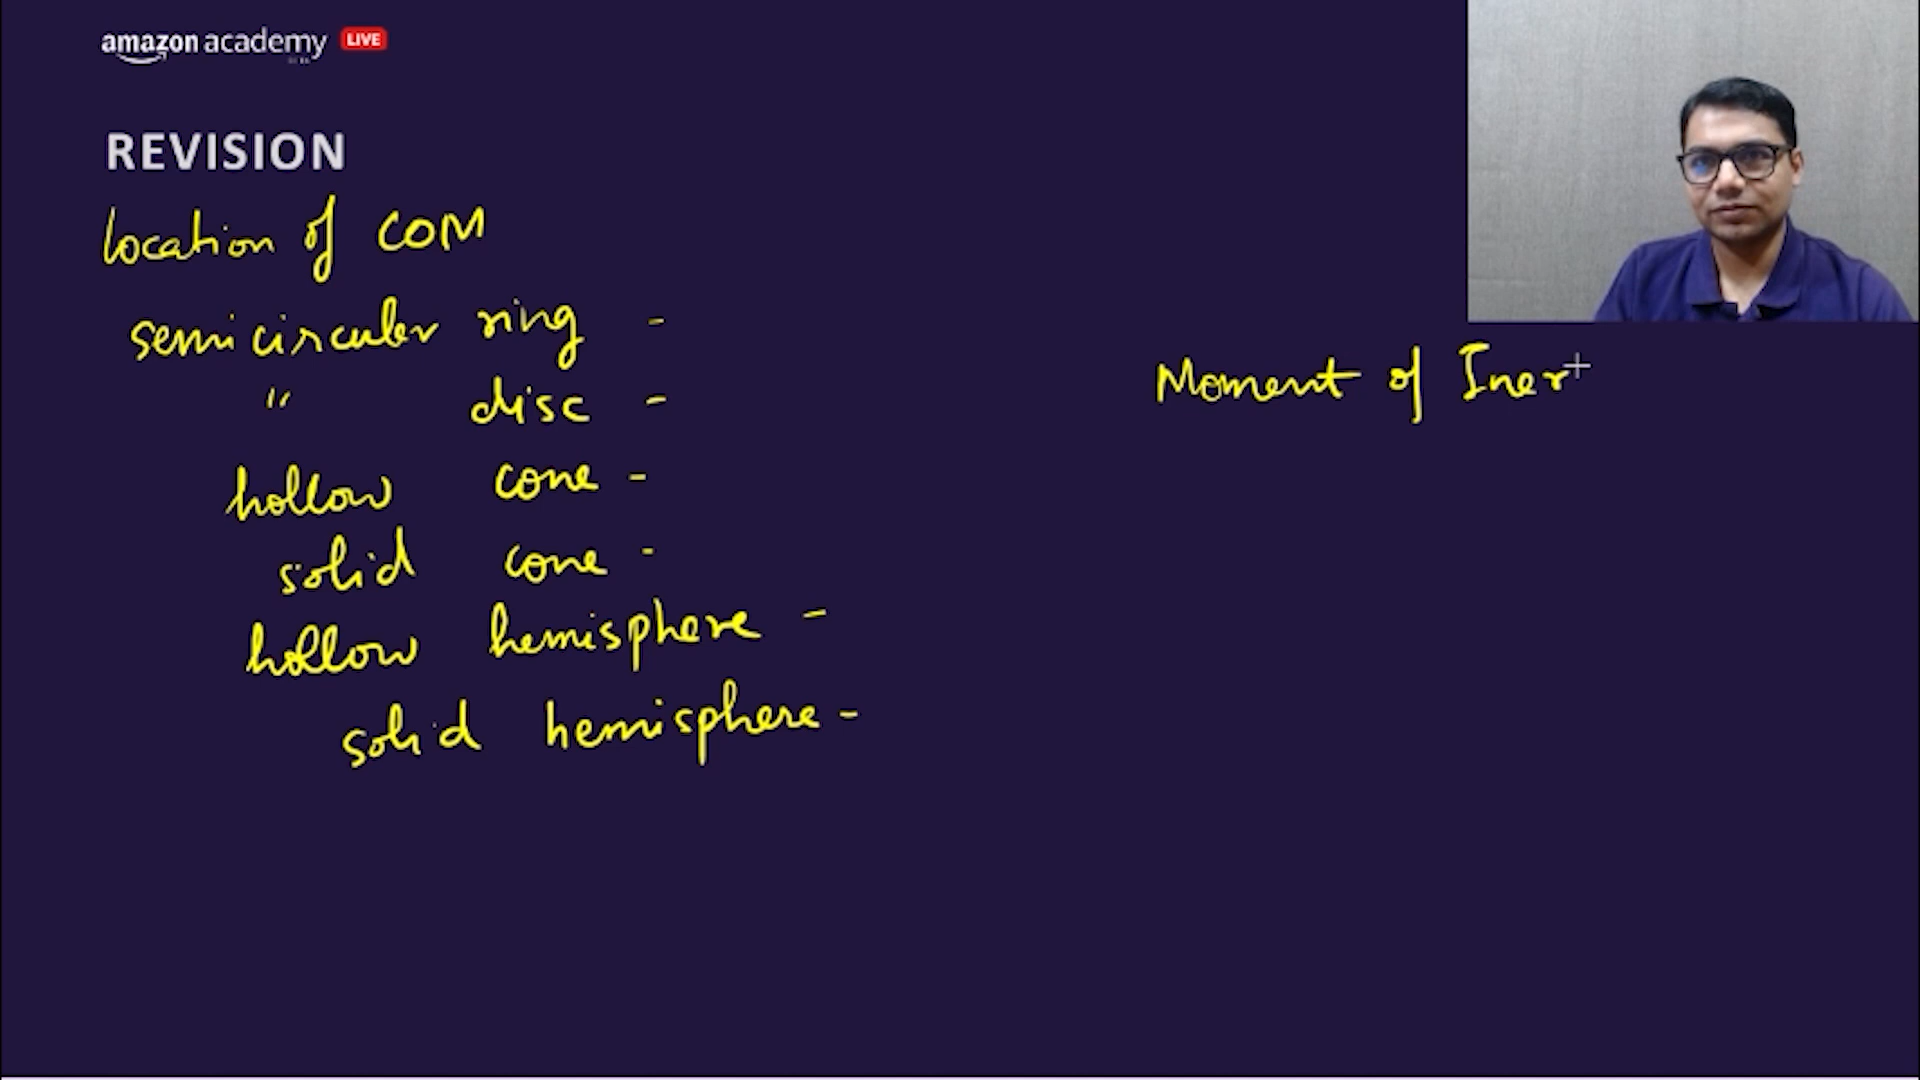 amazon academy LIVE
REVISION
location of COM
semicircular ring -
" disc -
hollow cone -
solid cone -
hollow hemisphere -
solid hemisphere -
Moment of Iner